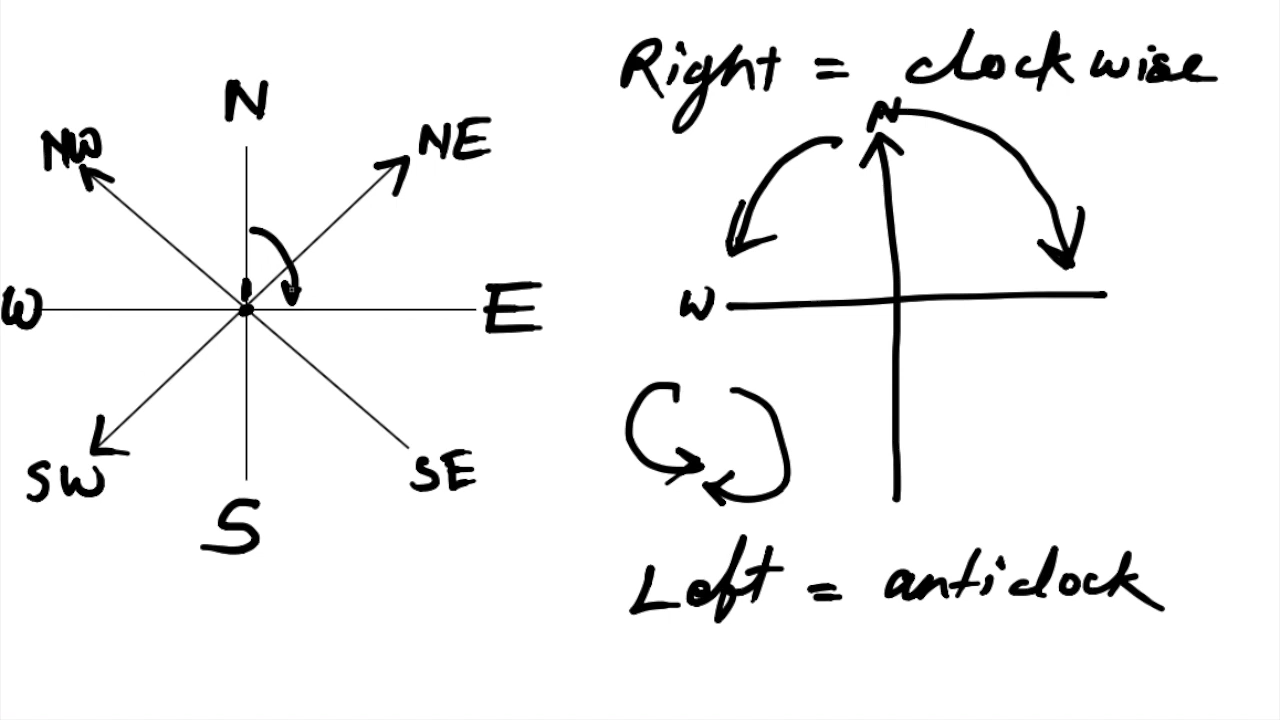 N
NW
NE
W
E
SW
SE
S
Right = clockwise
N
W
Left = anticlock